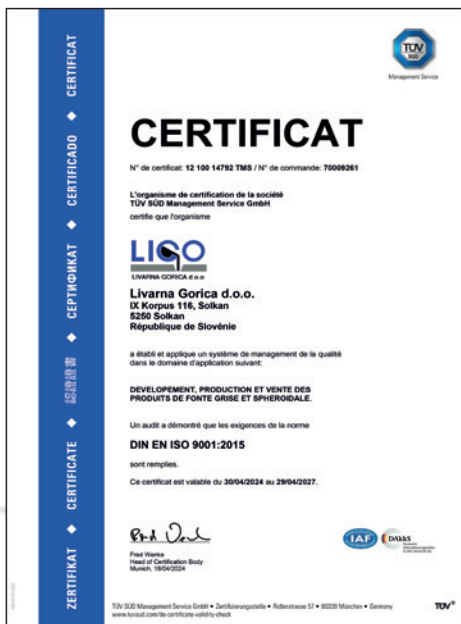 TÜV
SÜD
Management Service
CERTIFICAT
N° de certificat: 12 100 14792 TMS / N° de commande: 70009261
L'organisme de certification de la société
TÜV SÜD Management Service GmbH
certifie que l'organisme
LIGO
LIVARNA GORICA d.o.o
Livarna Gorica d.o.o.
IX Korpus 116, Solkan
5250 Solkan
République de Slovénie
a établi et applique un système de management de la qualité
dans le domaine d'application suivant:
DEVELOPEMENT, PRODUCTION ET VENTE DES
PRODUITS DE FONTE GRISE ET SPHEROIDALE.
Un audit a démontré que les exigences de la norme
DIN EN ISO 9001:2015
sont remplies.
Ce certificat est valable du 30/04/2024 au 29/04/2027.
Fred Wenke
Head of Certification Body
Munich, 18/04/2024
IAF
DAkkS
TÜV SÜD Management Service GmbH • Zertifizierungsstelle • Ridlerstrasse 57 • 80339 München • Germany
www.tuvsud.com/de-certificate-validity-check
TÜV®
ZERTIFIKAT ◆ CERTIFICATE ◆ 認證證書 ◆ СЕРТИФИКАТ ◆ CERTIFICADO ◆ CERTIFICAT